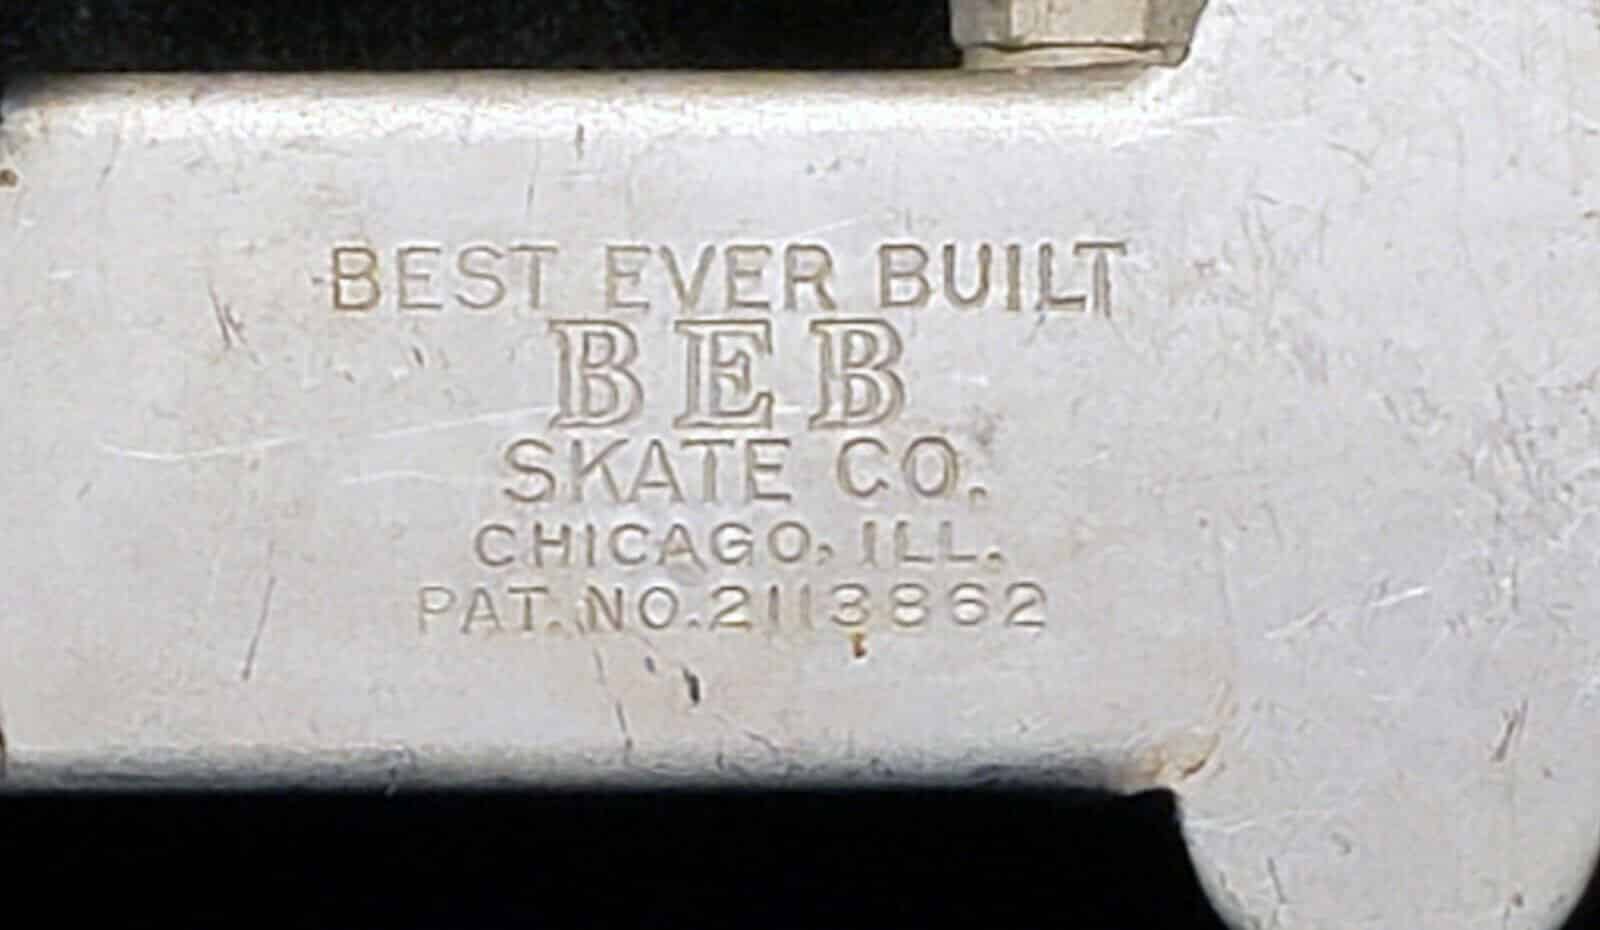 BEST EVER BUILT
BEB
SKATE CO.
CHICAGO, ILL.
PAT. NO. 2113862